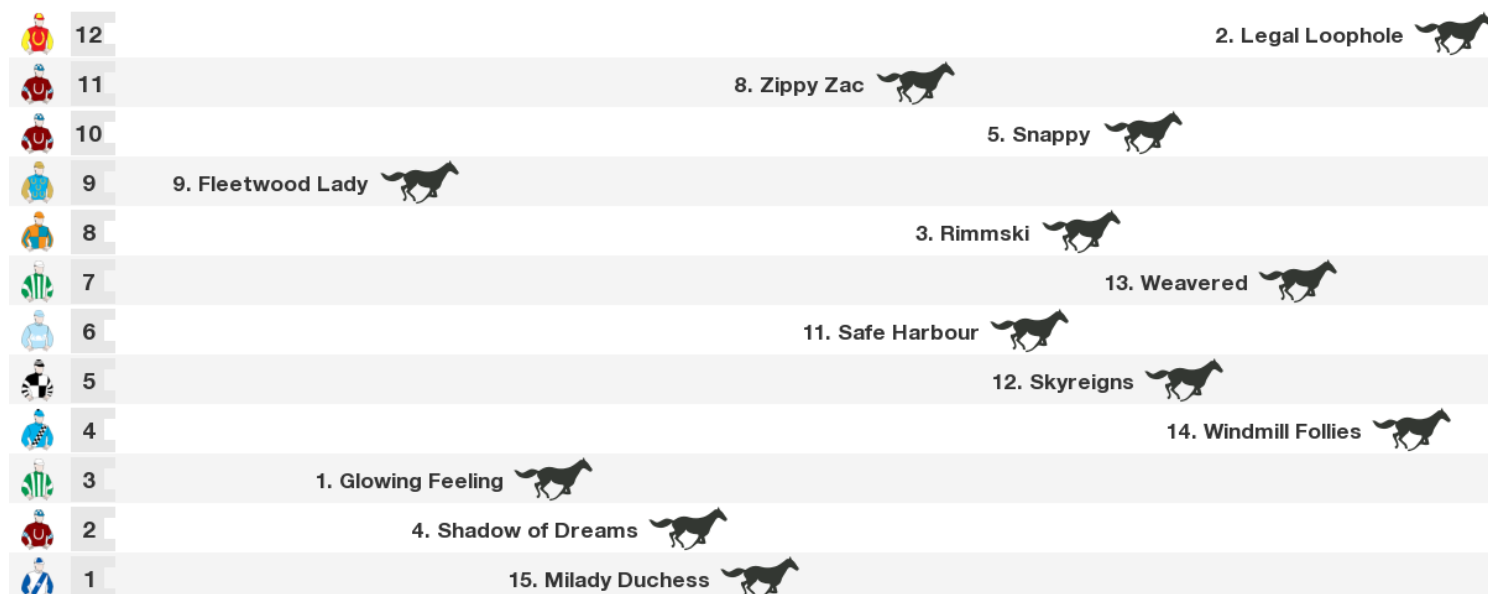 12 2. Legal Loophole
11 8. Zippy Zac
10 5. Snappy
9 9. Fleetwood Lady
8 3. Rimmski
7 13. Weavered
6 11. Safe Harbour
5 12. Skyreigns
4 14. Windmill Follies
3 1. Glowing Feeling
2 4. Shadow of Dreams
1 15. Milady Duchess